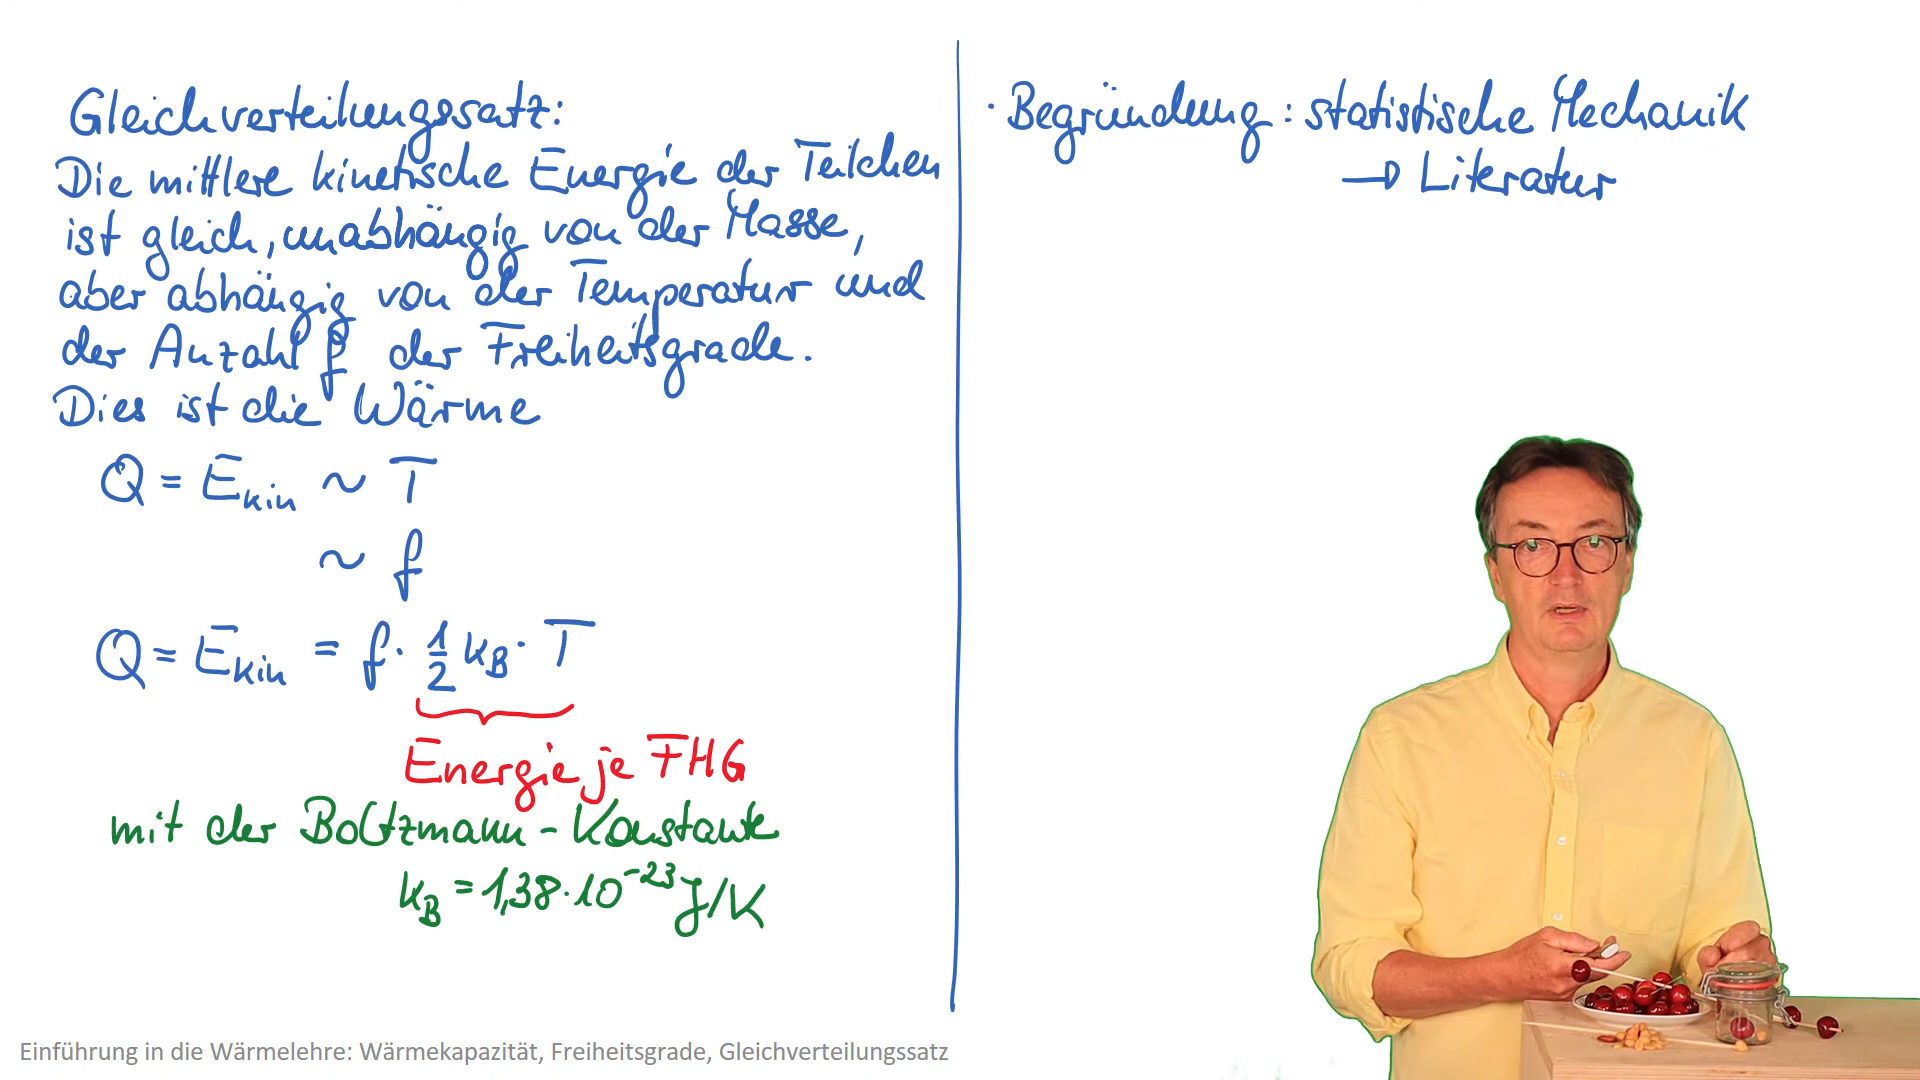 Gleichverteilungssatz:
Die mittlere kinetische Energie der Teilchen
ist gleich, unabhängig von der Masse,
aber abhängig von der Temperatur und
der Anzahl f der Freiheitsgrade.
Dies ist die Wärme
Q = Ekin ~ T
~ f
Q = Ekin = f · 1/2 kB · T
Energie je FHG
mit der Boltzmann-Konstante
kB = 1,38 · 10^-23 J/K
· Begründung: statistische Mechanik
→ Literatur
Einführung in die Wärmelehre: Wärmekapazität, Freiheitsgrade, Gleichverteilungssatz